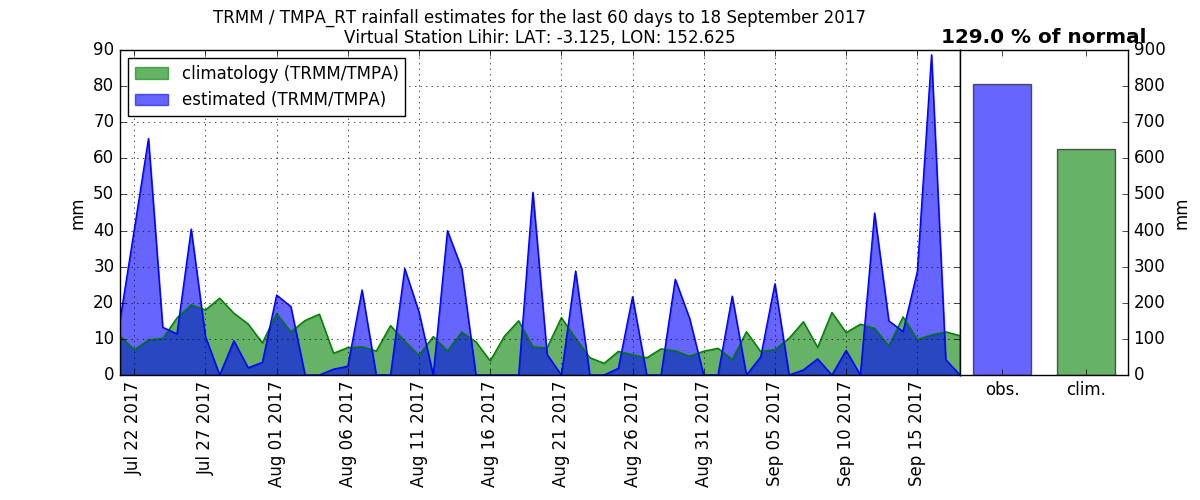 TRMM / TMPA_RT rainfall estimates for the last 60 days to 18 September 2017
Virtual Station Lihir: LAT: -3.125, LON: 152.625
129.0 % of normal
climatology (TRMM/TMPA)
estimated (TRMM/TMPA)
mm
90
80
70
60
50
40
30
20
10
0
900
800
700
600
500
400
300
200
100
0
mm
obs.
clim.
Jul 22 2017
Jul 27 2017
Aug 01 2017
Aug 06 2017
Aug 11 2017
Aug 16 2017
Aug 21 2017
Aug 26 2017
Aug 31 2017
Sep 05 2017
Sep 10 2017
Sep 15 2017